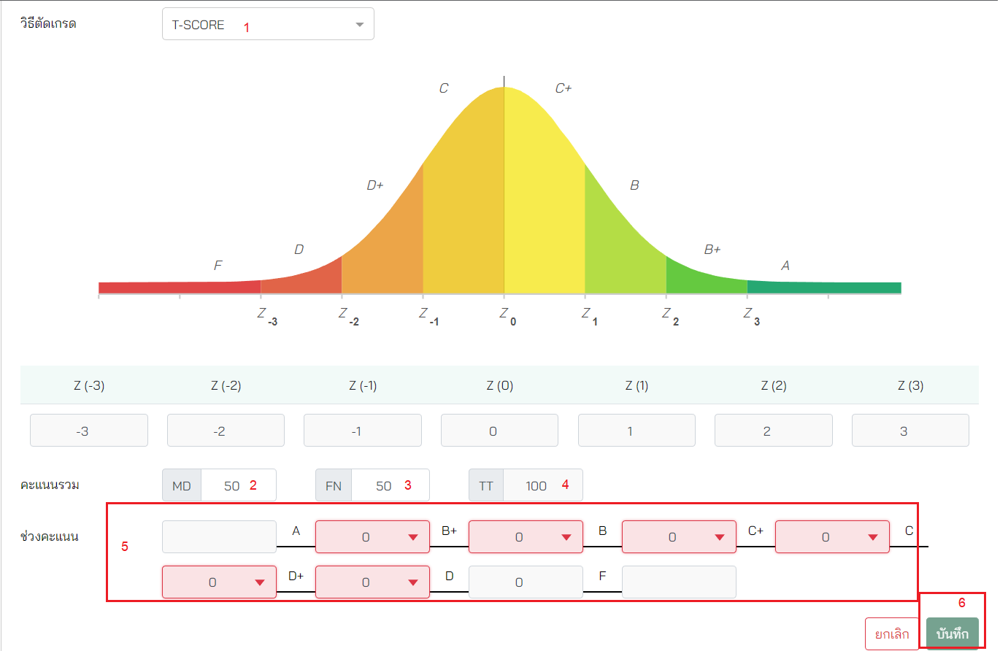 วิธีตัดเกรด T-SCORE 1
C C+
D+ B
D B+
F A
Z -3 Z -2 Z -1 Z 0 Z 1 Z 2 Z 3
Z (-3) Z (-2) Z (-1) Z (0) Z (1) Z (2) Z (3)
-3 -2 -1 0 1 2 3
คะแนนรวม MD 50 2 FN 50 3 TT 100 4
ช่วงคะแนน 5 A 0 B+ 0 B 0 C+ 0 C
0 D+ 0 D 0 F
6
ยกเลิก บันทึก